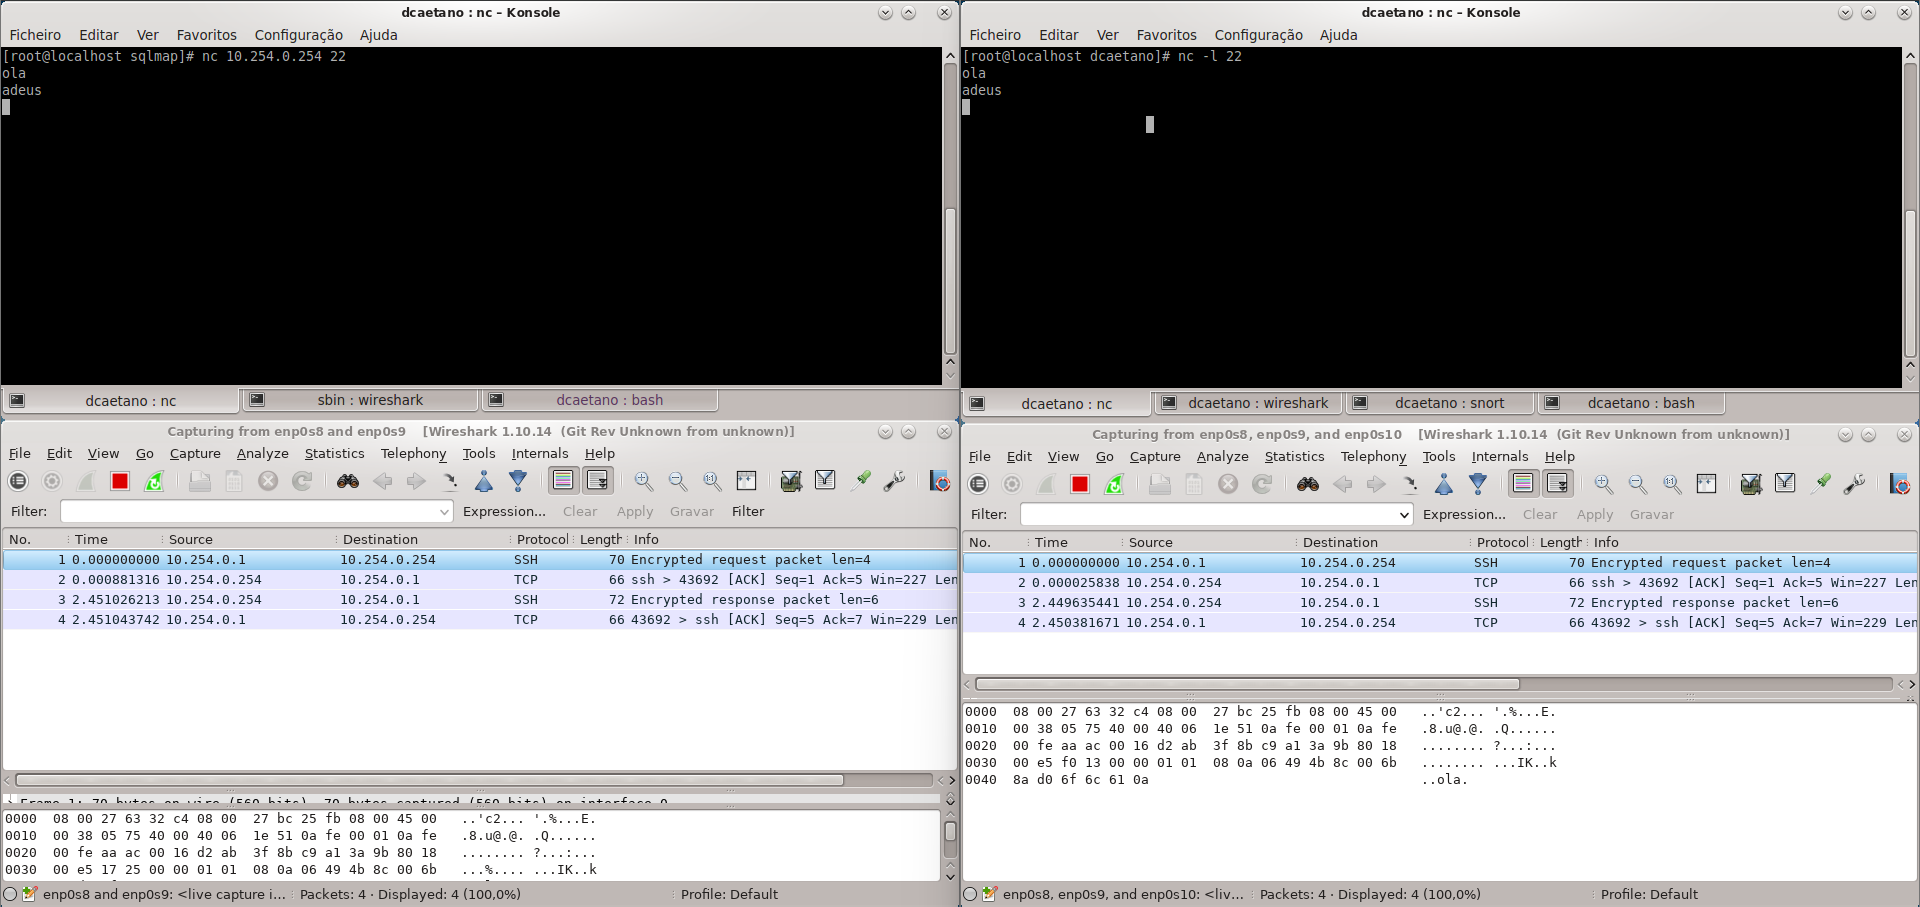 dcaetano : nc – Konsole
Ficheiro Editar Ver Favoritos Configuração Ajuda
[root@localhost sqlmap]# nc 10.254.0.254 22
ola
adeus
dcaetano : nc sbin : wireshark dcaetano : bash
dcaetano : nc – Konsole
Ficheiro Editar Ver Favoritos Configuração Ajuda
[root@localhost dcaetano]# nc -l 22
ola
adeus
dcaetano : nc dcaetano : wireshark dcaetano : snort dcaetano : bash
Capturing from enp0s8 and enp0s9 [Wireshark 1.10.14 (Git Rev Unknown from unknown)]
File Edit View Go Capture Analyze Statistics Telephony Tools Internals Help
Filter: Expression... Clear Apply Gravar Filter
No. Time Source Destination Protocol Length Info
1 0.000000000 10.254.0.1 10.254.0.254 SSH 70 Encrypted request packet len=4
2 0.000881316 10.254.0.254 10.254.0.1 TCP 66 ssh > 43692 [ACK] Seq=1 Ack=5 Win=227 Len
3 2.451026213 10.254.0.254 10.254.0.1 SSH 72 Encrypted response packet len=6
4 2.451043742 10.254.0.1 10.254.0.254 TCP 66 43692 > ssh [ACK] Seq=5 Ack=7 Win=229 Len
Frame 1: 70 bytes on wire (560 bits), 70 bytes captured (560 bits) on interface 0
0000 08 00 27 63 32 c4 08 00 27 bc 25 fb 08 00 45 00 ..'c2... '.%...E.
0010 00 38 05 75 40 00 40 06 1e 51 0a fe 00 01 0a fe .8.u@.@. .Q......
0020 00 fe aa ac 00 16 d2 ab 3f 8b c9 a1 3a 9b 80 18 ........ ?...:...
0030 00 e5 17 25 00 00 01 01 08 0a 06 49 4b 8c 00 6b ...%.... ...IK..k
enp0s8 and enp0s9: <live capture i... Packets: 4 · Displayed: 4 (100,0%) Profile: Default
Capturing from enp0s8, enp0s9, and enp0s10 [Wireshark 1.10.14 (Git Rev Unknown from unknown)]
File Edit View Go Capture Analyze Statistics Telephony Tools Internals Help
Filter: Expression... Clear Apply Gravar
No. Time Source Destination Protocol Length Info
1 0.000000000 10.254.0.1 10.254.0.254 SSH 70 Encrypted request packet len=4
2 0.000025838 10.254.0.254 10.254.0.1 TCP 66 ssh > 43692 [ACK] Seq=1 Ack=5 Win=227 Len
3 2.449635441 10.254.0.254 10.254.0.1 SSH 72 Encrypted response packet len=6
4 2.450381671 10.254.0.1 10.254.0.254 TCP 66 43692 > ssh [ACK] Seq=5 Ack=7 Win=229 Len
0000 08 00 27 63 32 c4 08 00 27 bc 25 fb 08 00 45 00 ..'c2... '.%...E.
0010 00 38 05 75 40 00 40 06 1e 51 0a fe 00 01 0a fe .8.u@.@. .Q......
0020 00 fe aa ac 00 16 d2 ab 3f 8b c9 a1 3a 9b 80 18 ........ ?...:...
0030 00 e5 f0 13 00 00 01 01 08 0a 06 49 4b 8c 00 6b ........ ...IK..k
0040 8a d0 6f 6c 61 0a ..ola.
enp0s8, enp0s9, and enp0s10: <liv... Packets: 4 · Displayed: 4 (100,0%) Profile: Default